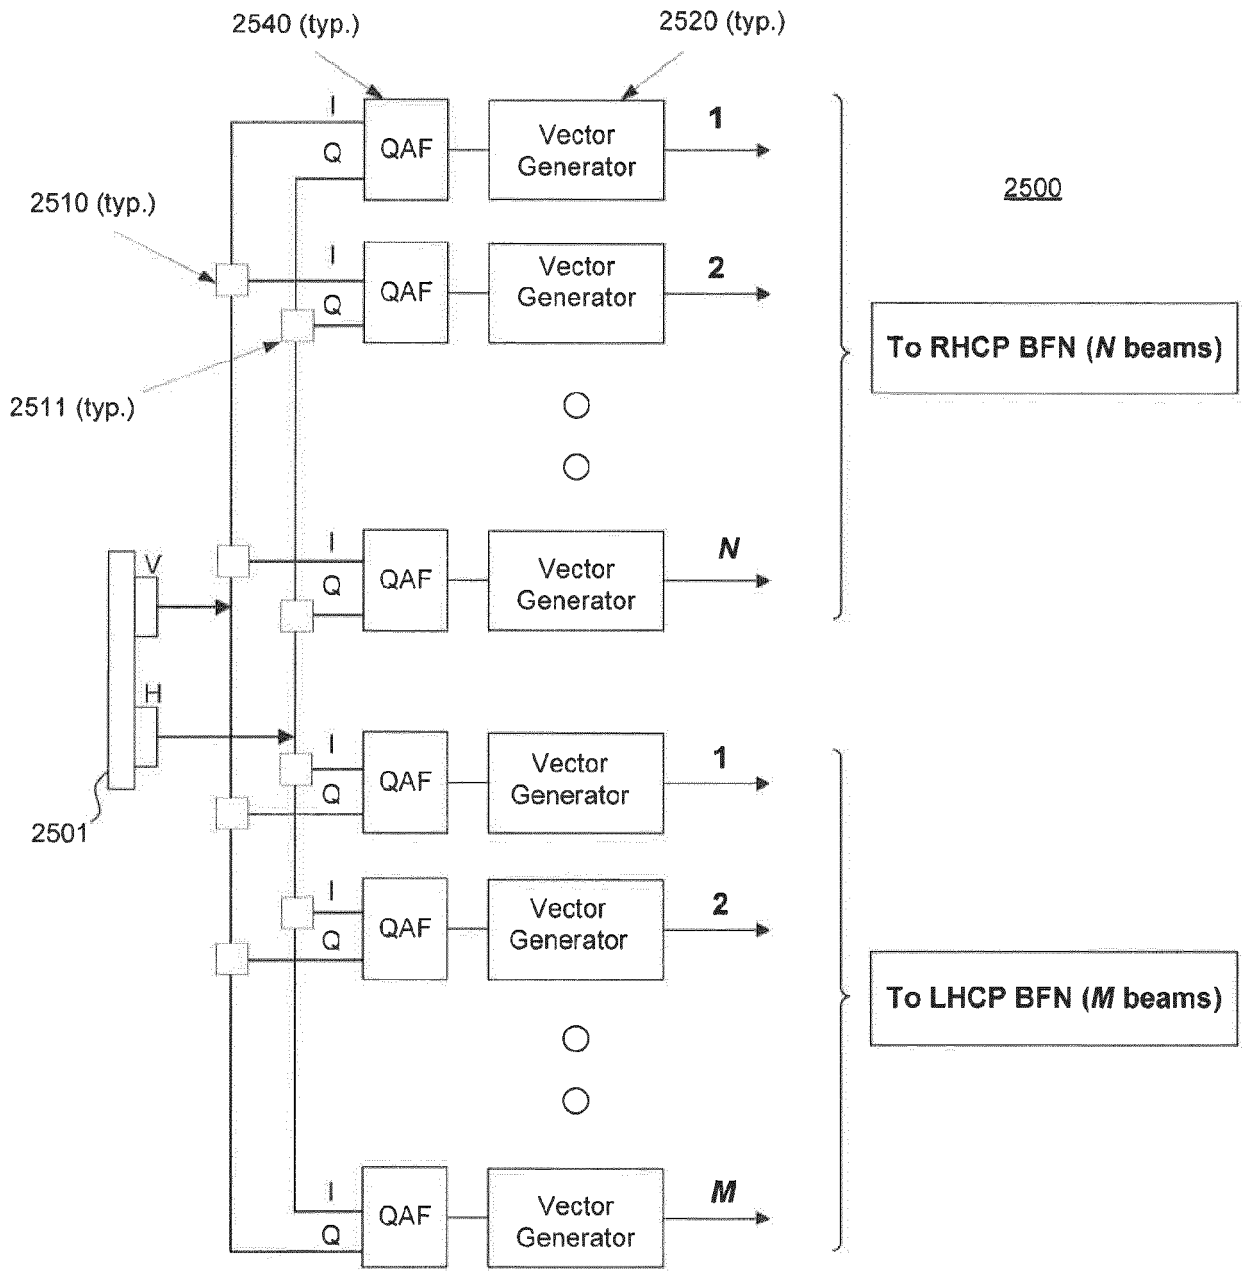 2540 (typ.)
2520 (typ.)
I
Q
QAF
Vector
Generator
1
2500
2510 (typ.)
I
Q
QAF
Vector
Generator
2
To RHCP BFN (N beams)
2511 (typ.)
I
Q
QAF
Vector
Generator
N
V
H
2501
I
Q
QAF
Vector
Generator
1
I
Q
QAF
Vector
Generator
2
To LHCP BFN (M beams)
I
Q
QAF
Vector
Generator
M